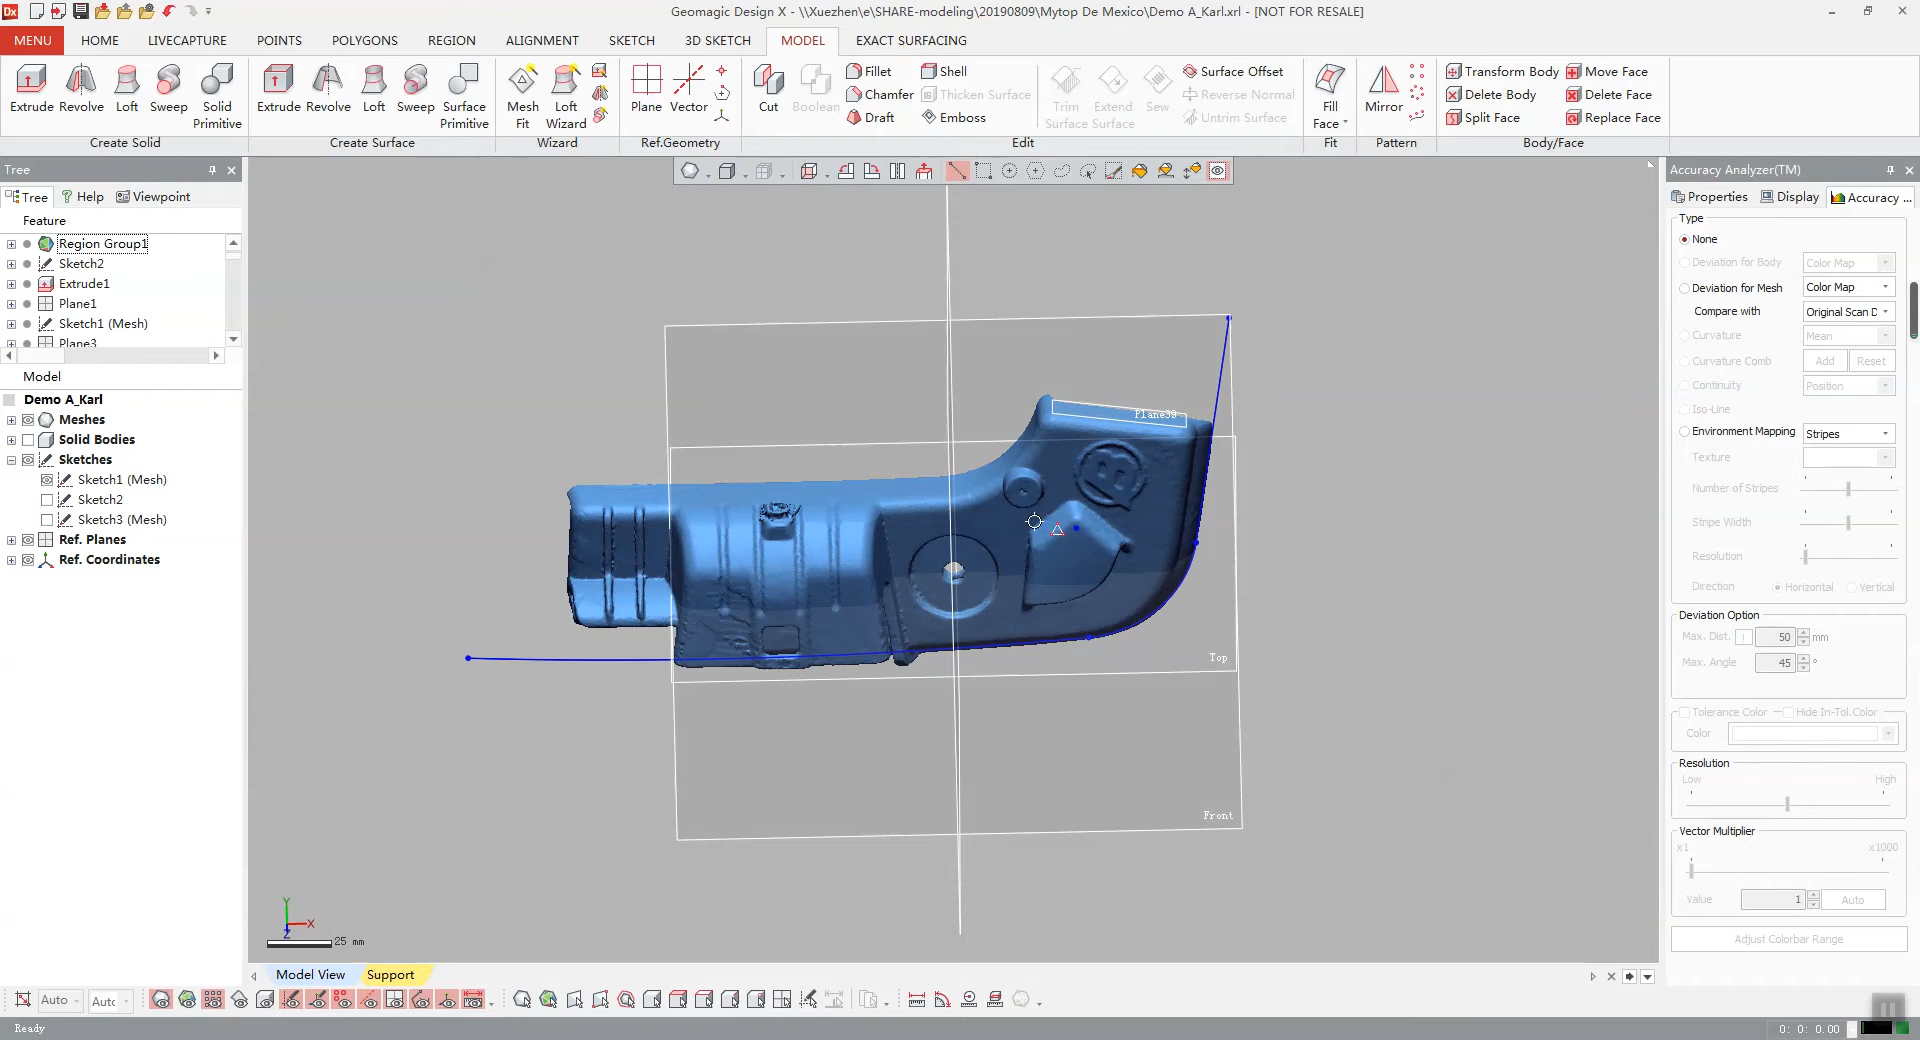 Dx Geomagic Design X - \\Xuezhen\e\SHARE-modeling\20190809\Mytop De Mexico\Demo A_Karl.xrl - [NOT FOR RESALE]
MENU HOME LIVECAPTURE POINTS POLYGONS REGION ALIGNMENT SKETCH 3D SKETCH MODEL EXACT SURFACING
Extrude Revolve Loft Sweep Solid Primitive
Create Solid
Extrude Revolve Loft Sweep Surface Primitive
Create Surface
Mesh Fit Loft Wizard
Wizard
Plane Vector
Ref.Geometry
Cut Boolean
Fillet Shell
Chamfer Thicken Surface
Draft Emboss
Trim Surface Extend Surface Sew
Surface Offset
Reverse Normal
Untrim Surface
Edit
Fill Face
Fit
Mirror
Pattern
Transform Body Move Face
Delete Body Delete Face
Split Face Replace Face
Body/Face
Tree
Tree Help Viewpoint
Feature
Region Group1
Sketch2
Extrude1
Plane1
Sketch1 (Mesh)
Plane3
Model
Demo A_Karl
Meshes
Solid Bodies
Sketches
Sketch1 (Mesh)
Sketch2
Sketch3 (Mesh)
Ref. Planes
Ref. Coordinates
B
Top
Front
Y
X
Z
25 mm
Model View Support
Accuracy Analyzer(TM)
Properties Display Accuracy ...
Type
None
Deviation for Body Color Map
Deviation for Mesh Color Map
Compare with Original Scan D
Curvature Mean
Curvature Comb Add Reset
Continuity Position
Iso-Line
Environment Mapping Stripes
Texture
Number of Stripes
Stripe Width
Resolution
Direction Horizontal Vertical
Deviation Option
Max. Dist. 50 mm
Max. Angle 45 °
Tolerance Color Hide In-Tol.Color
Color
Resolution
Low High
Vector Multiplier
x1 x1000
Value 1 Auto
Adjust Colorbar Range
Auto Autc
Ready
0: 0: 0.00